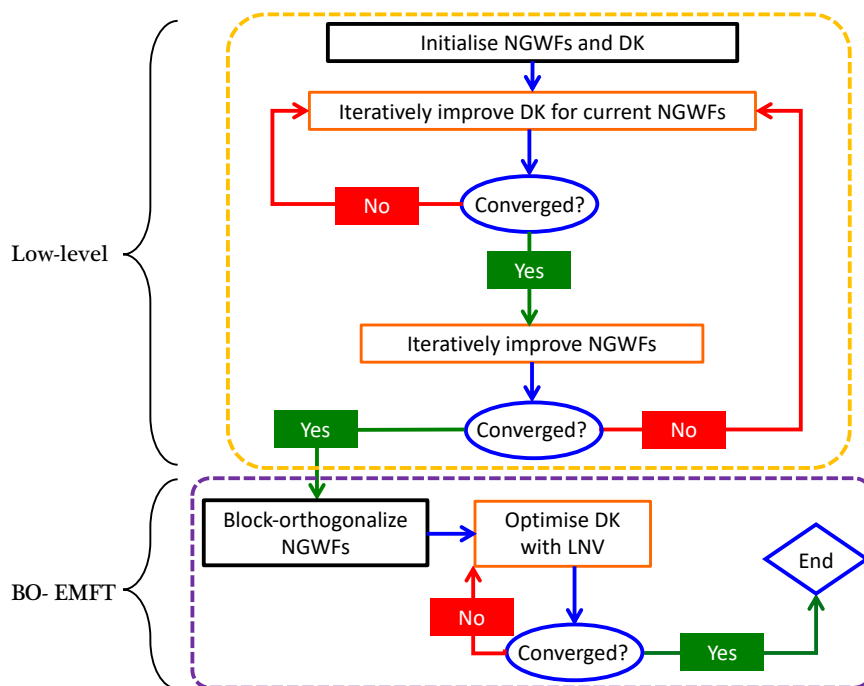 Initialise NGWFs and DK
Iteratively improve DK for current NGWFs
No
Converged?
Yes
Low-level
Iteratively improve NGWFs
Yes
Converged?
No
Block-orthogonalize
NGWFs
Optimise DK
with LNV
End
BO- EMFT
No
Converged?
Yes